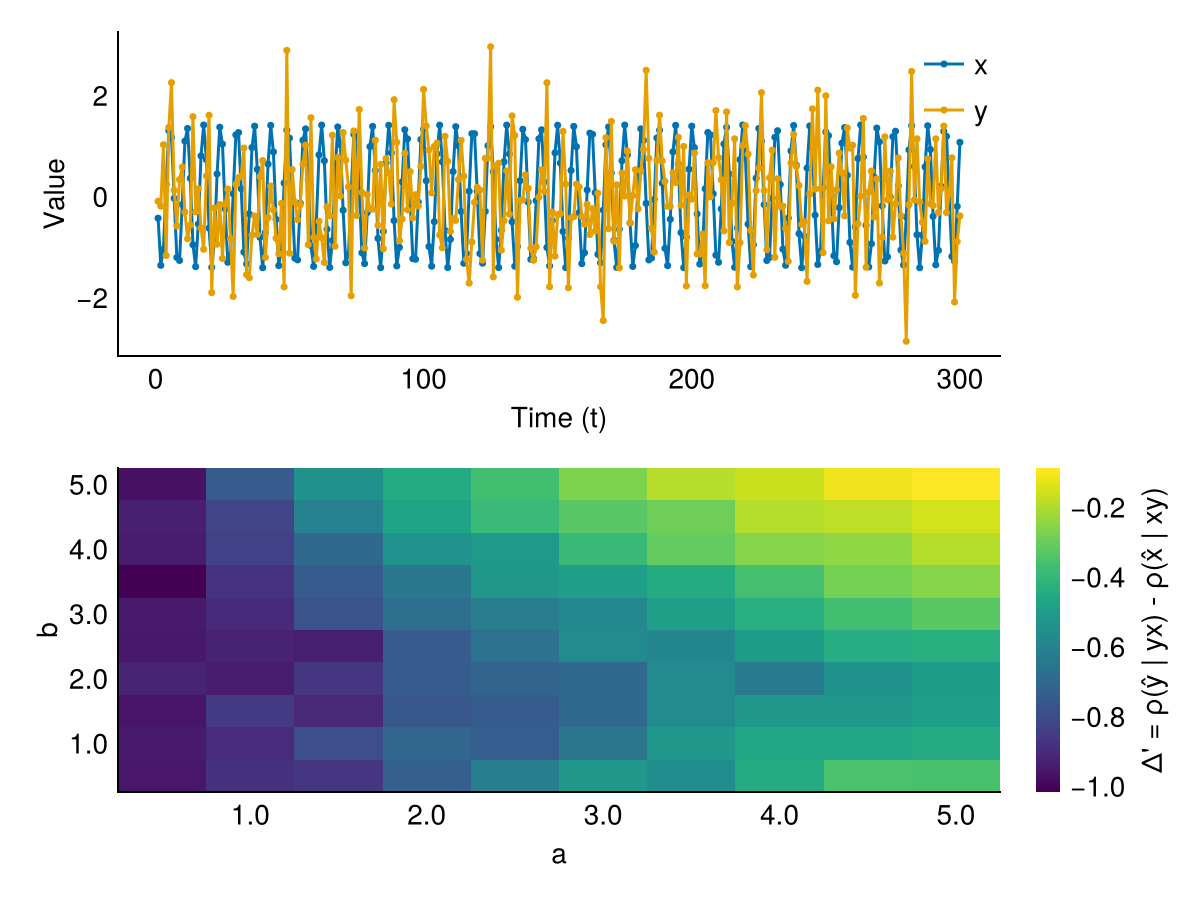 Value
2
0
−2
x
y
0 100 200 300
Time (t)
b
5.0
4.0
3.0
2.0
1.0
1.0 2.0 3.0 4.0 5.0
a
−0.2
−0.4
−0.6
−0.8
−1.0
Δ' = ρ(ŷ | yx) - ρ(x̂ | xy)